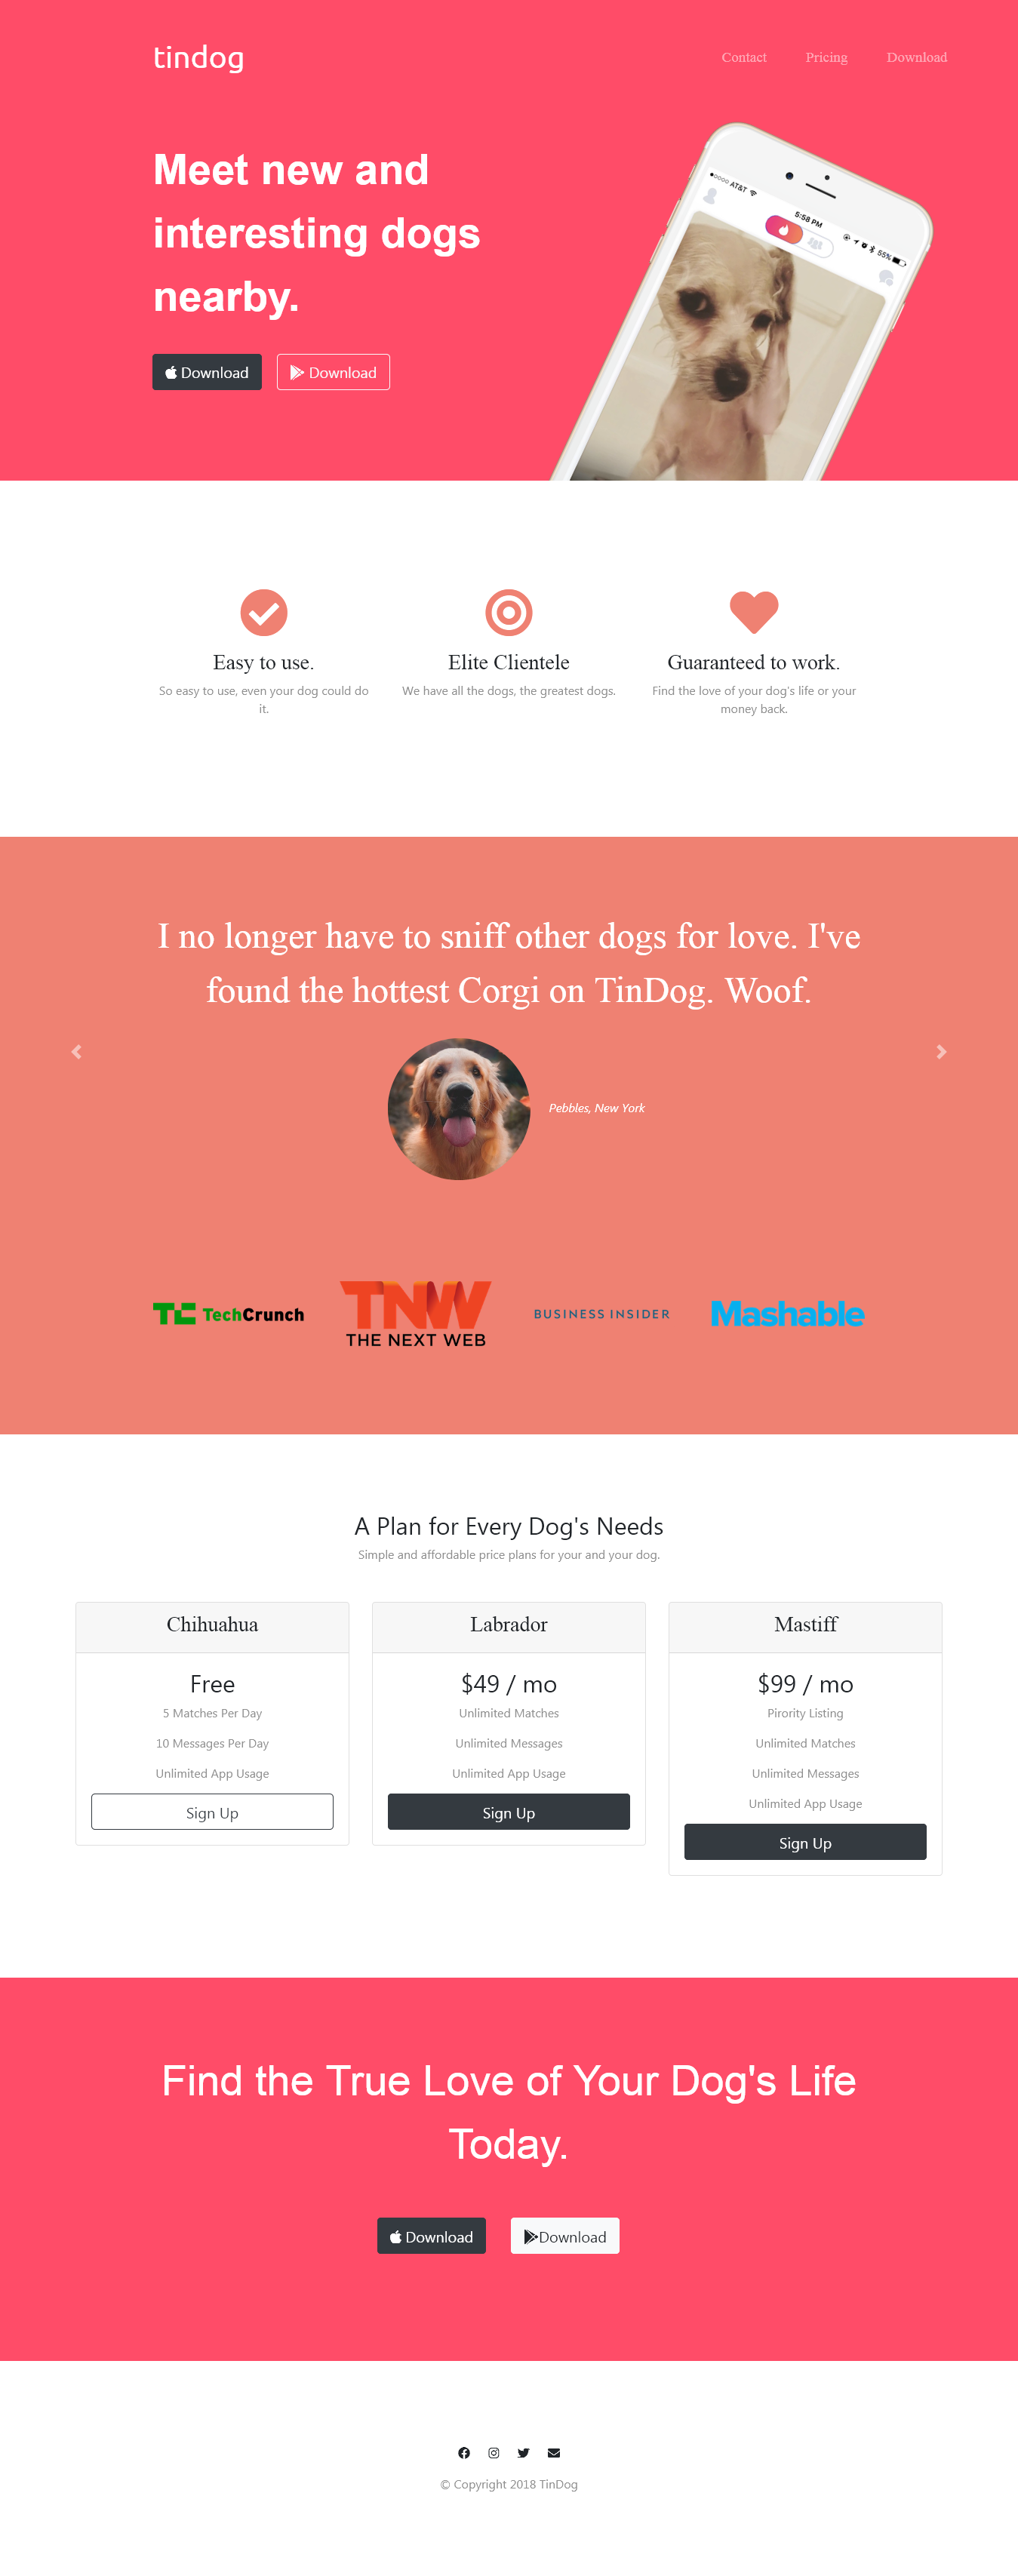 tindog
Contact Pricing Download
Meet new and
interesting dogs
nearby.
AT&T
5:58 PM
55%
Download Download
Easy to use.
So easy to use, even your dog could do
it.
Elite Clientele
We have all the dogs, the greatest dogs.
Guaranteed to work.
Find the love of your dog's life or your
money back.
I no longer have to sniff other dogs for love. I've
found the hottest Corgi on TinDog. Woof.
Pebbles, New York
TC TechCrunch
TNW
THE NEXT WEB
BUSINESS INSIDER
Mashable
A Plan for Every Dog's Needs
Simple and affordable price plans for your and your dog.
Chihuahua
Free
5 Matches Per Day
10 Messages Per Day
Unlimited App Usage
Sign Up
Labrador
$49 / mo
Unlimited Matches
Unlimited Messages
Unlimited App Usage
Sign Up
Mastiff
$99 / mo
Pirority Listing
Unlimited Matches
Unlimited Messages
Unlimited App Usage
Sign Up
Find the True Love of Your Dog's Life
Today.
Download Download
© Copyright 2018 TinDog